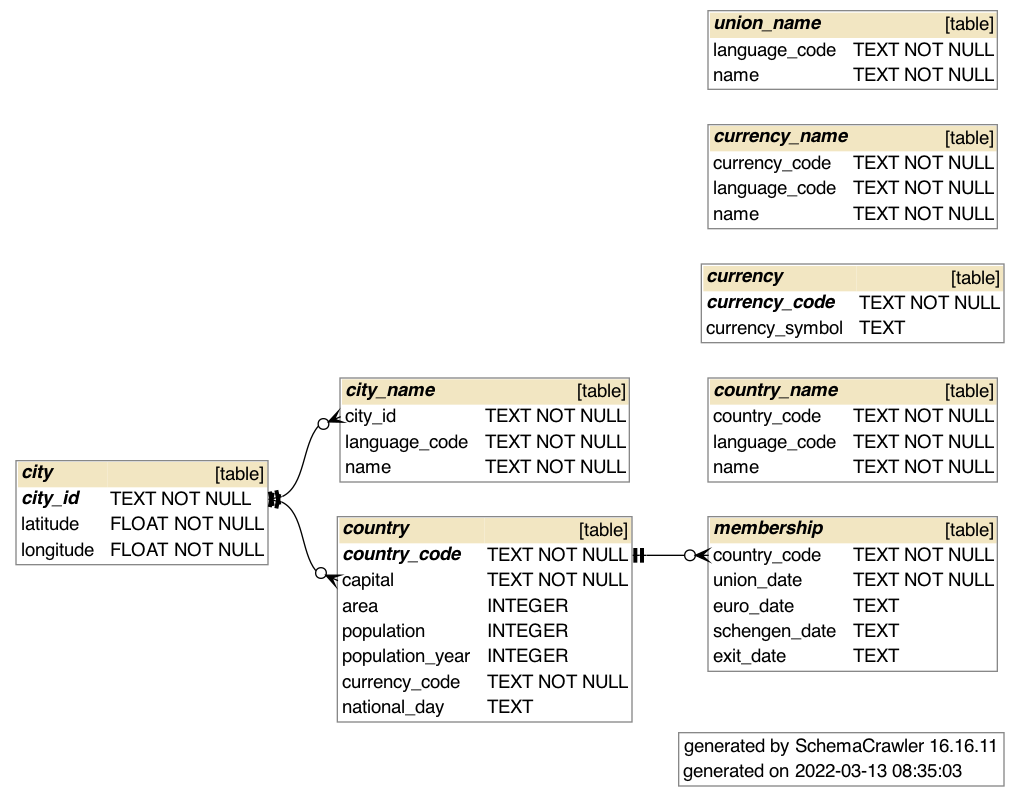 union_name [table]
language_code TEXT NOT NULL
name TEXT NOT NULL
currency_name [table]
currency_code TEXT NOT NULL
language_code TEXT NOT NULL
name TEXT NOT NULL
currency [table]
currency_code TEXT NOT NULL
currency_symbol TEXT
city_name [table]
city_id TEXT NOT NULL
language_code TEXT NOT NULL
name TEXT NOT NULL
country_name [table]
country_code TEXT NOT NULL
language_code TEXT NOT NULL
name TEXT NOT NULL
city [table]
city_id TEXT NOT NULL
latitude FLOAT NOT NULL
longitude FLOAT NOT NULL
country [table]
country_code TEXT NOT NULL
capital TEXT NOT NULL
area INTEGER
population INTEGER
population_year INTEGER
currency_code TEXT NOT NULL
national_day TEXT
membership [table]
country_code TEXT NOT NULL
union_date TEXT NOT NULL
euro_date TEXT
schengen_date TEXT
exit_date TEXT
generated by SchemaCrawler 16.16.11
generated on 2022-03-13 08:35:03